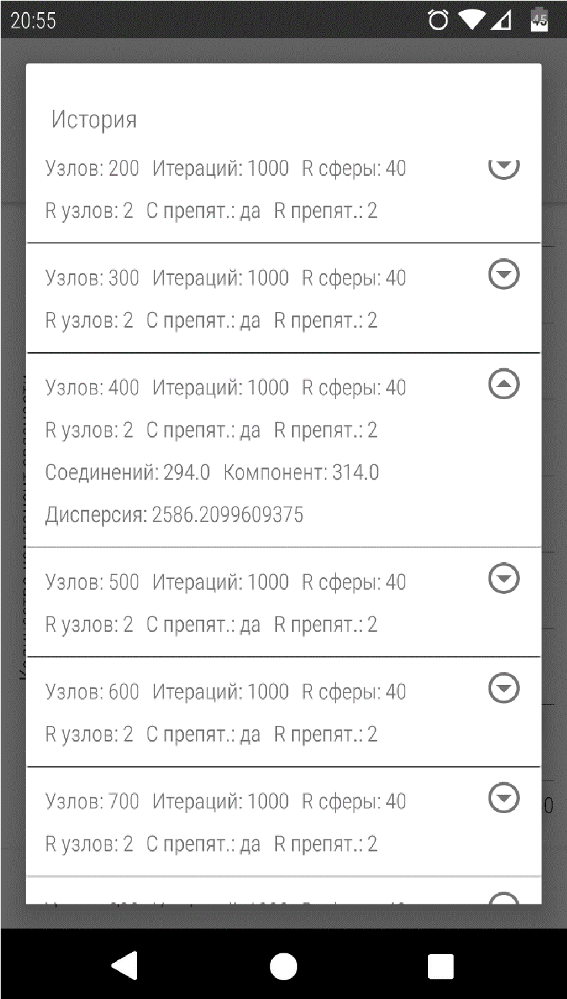 20:55
45
История
Узлов: 200 Итераций: 1000 R сферы: 40
R узлов: 2 С препят.: да R препят.: 2
Узлов: 300 Итераций: 1000 R сферы: 40
R узлов: 2 С препят.: да R препят.: 2
Узлов: 400 Итераций: 1000 R сферы: 40
R узлов: 2 С препят.: да R препят.: 2
Соединений: 294.0 Компонент: 314.0
Дисперсия: 2586.2099609375
Узлов: 500 Итераций: 1000 R сферы: 40
R узлов: 2 С препят.: да R препят.: 2
Узлов: 600 Итераций: 1000 R сферы: 40
R узлов: 2 С препят.: да R препят.: 2
Узлов: 700 Итераций: 1000 R сферы: 40
R узлов: 2 С препят.: да R препят.: 2